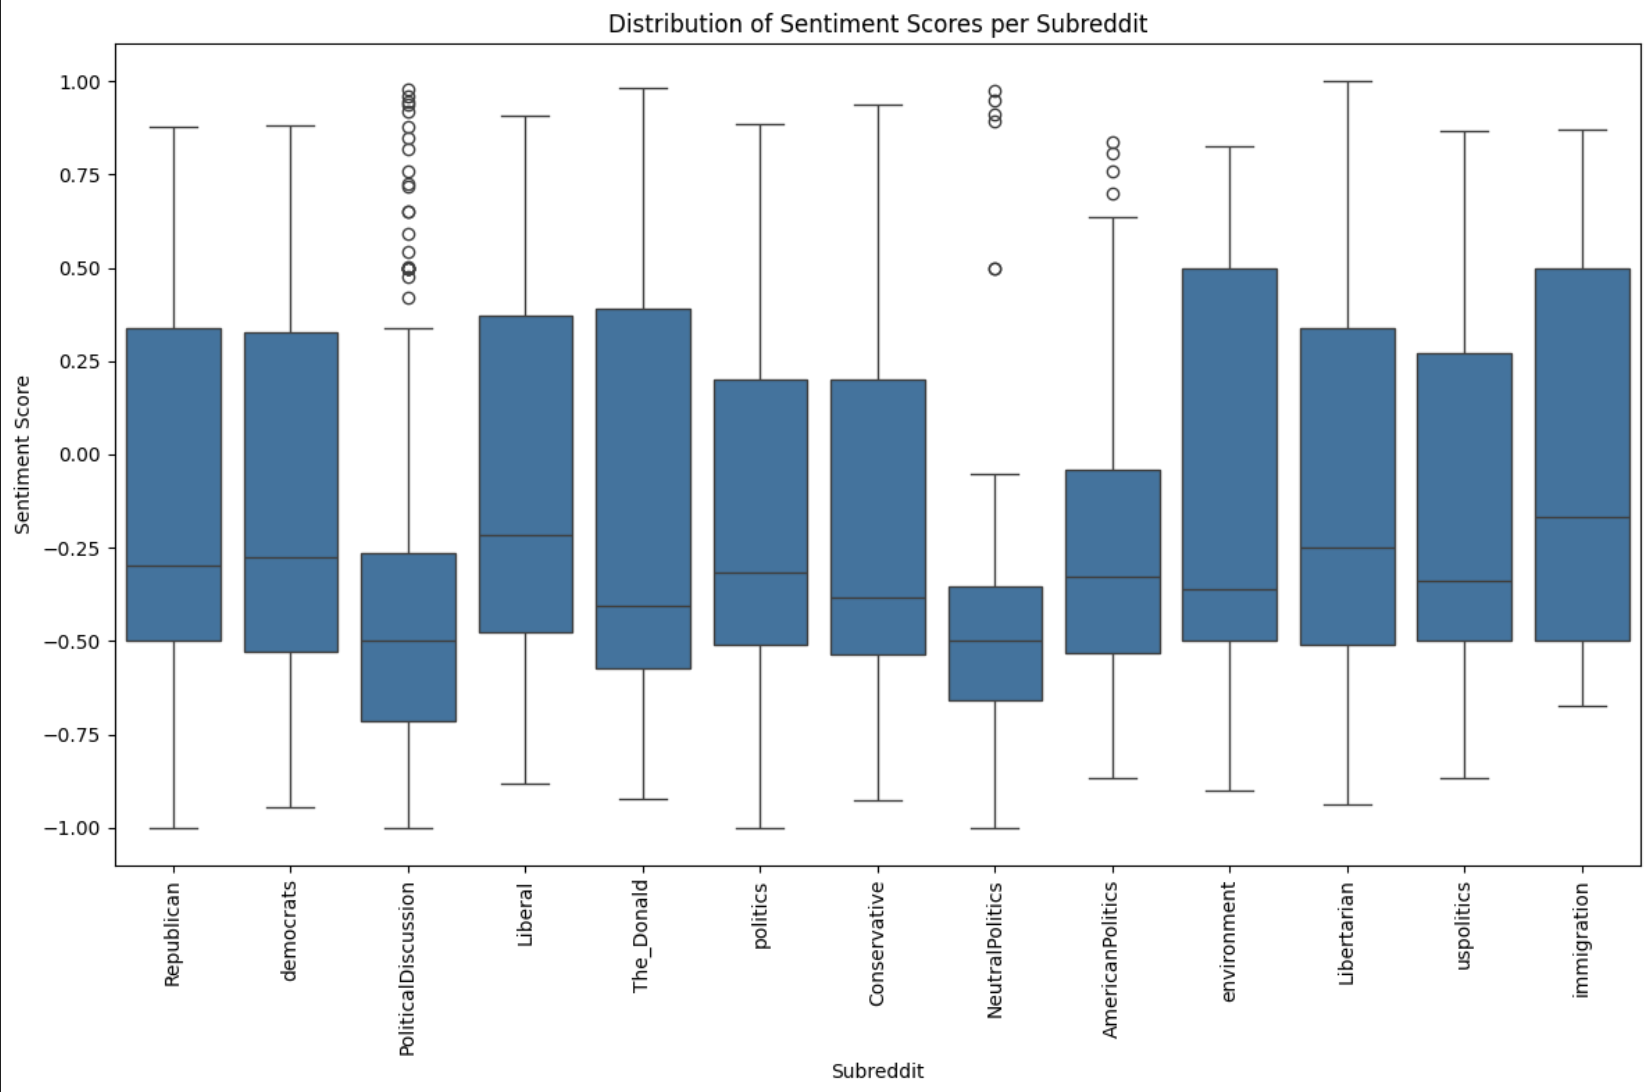 Distribution of Sentiment Scores per Subreddit
Sentiment Score
1.00
0.75
0.50
0.25
0.00
−0.25
−0.50
−0.75
−1.00
Republican
democrats
PoliticalDiscussion
Liberal
The_Donald
politics
Conservative
NeutralPolitics
AmericanPolitics
environment
Libertarian
uspolitics
immigration
Subreddit